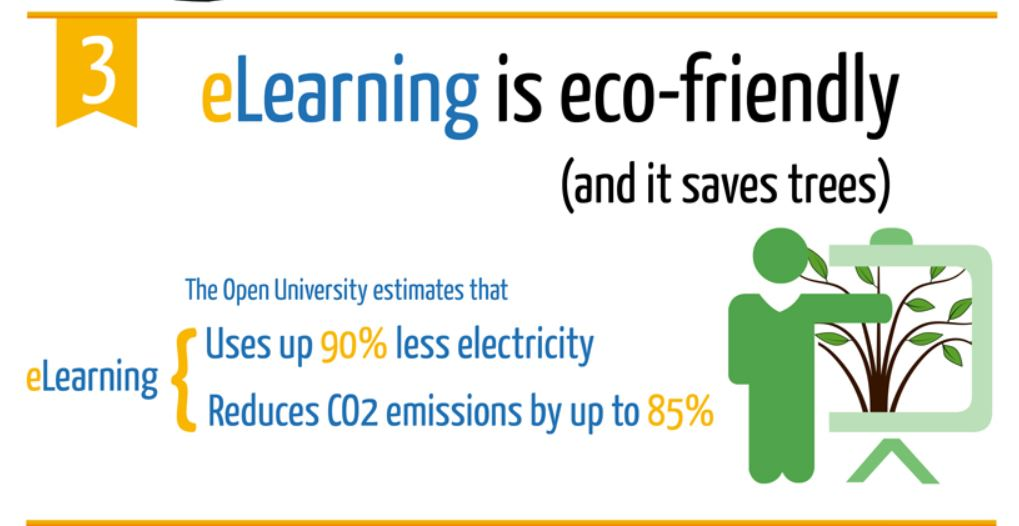 3
eLearning is eco-friendly
(and it saves trees)
The Open University estimates that
eLearning
Uses up 90% less electricity
Reduces CO2 emissions by up to 85%